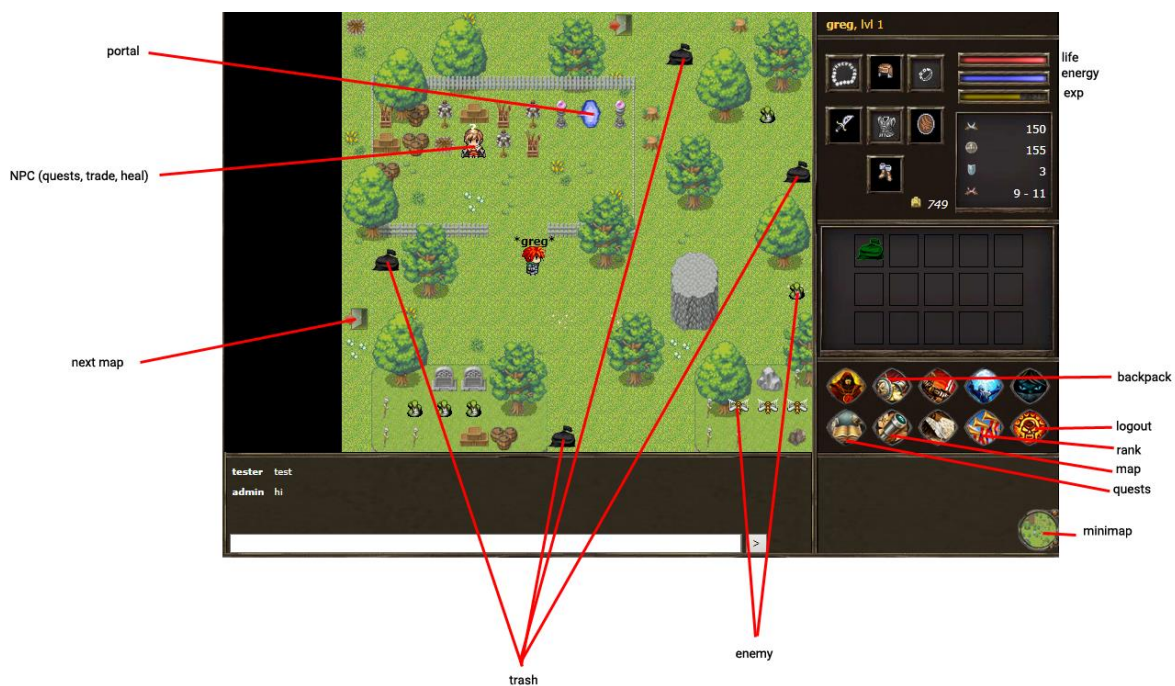 greg, lvl 1
portal
life
energy
exp
150
155
3
9 - 11
749
NPC (quests, trade, heal)
*greg*
next map
backpack
logout
rank
map
quests
tester test
admin hi
minimap
>
enemy
trash